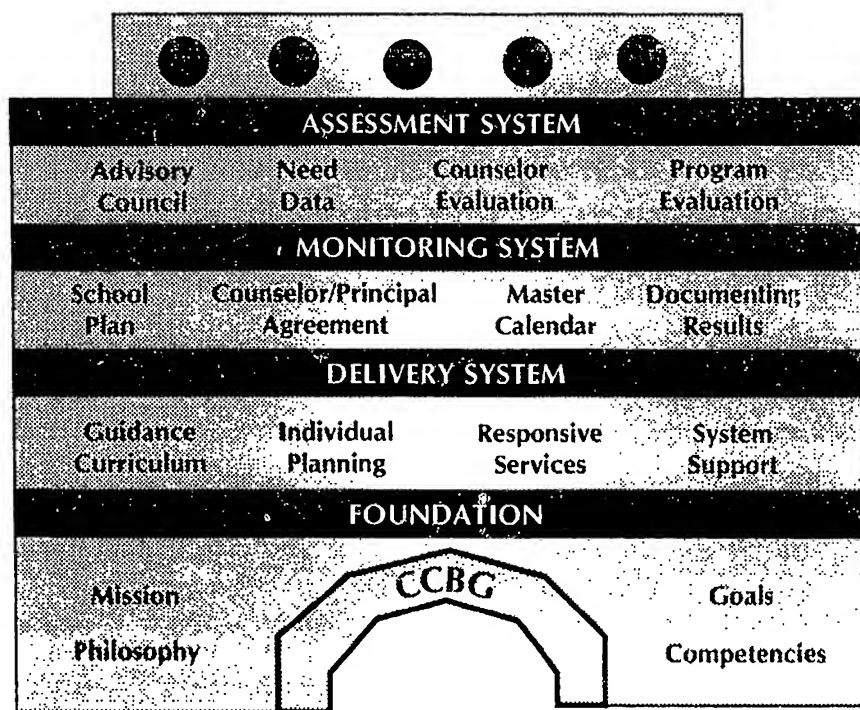 ASSESSMENT SYSTEM
Advisory Council
Need Data
Counselor Evaluation
Program Evaluation
MONITORING SYSTEM
School Plan
Counselor/Principal Agreement
Master Calendar
Documenting Results
DELIVERY SYSTEM
Guidance Curriculum
Individual Planning
Responsive Services
System Support
FOUNDATION
CCBG
Mission
Goals
Philosophy
Competencies